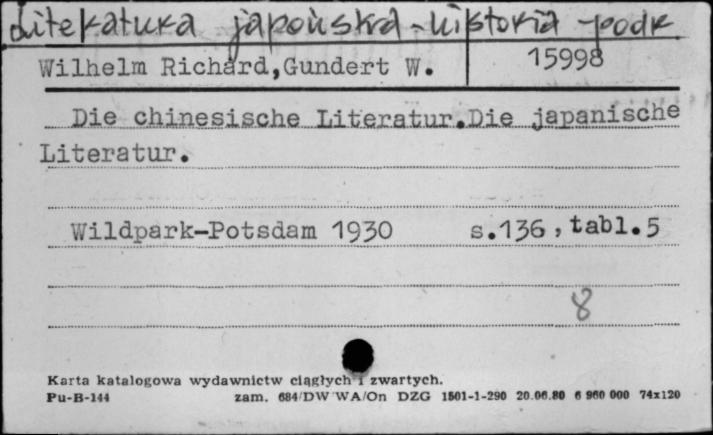 Literatura japońska - historia - podr
Wilhelm Richard,Gundert W.
15998
Die chinesische Literatur.Die japanische
Literatur.
Wildpark-Potsdam 1930 s.136, tabl.5
8
Karta katalogowa wydawnictw ciągłych i zwartych.
Pu-B-144 zam. 684/DW WA/On DZG 1501-1-290 20.06.80 6 960 000 74x120